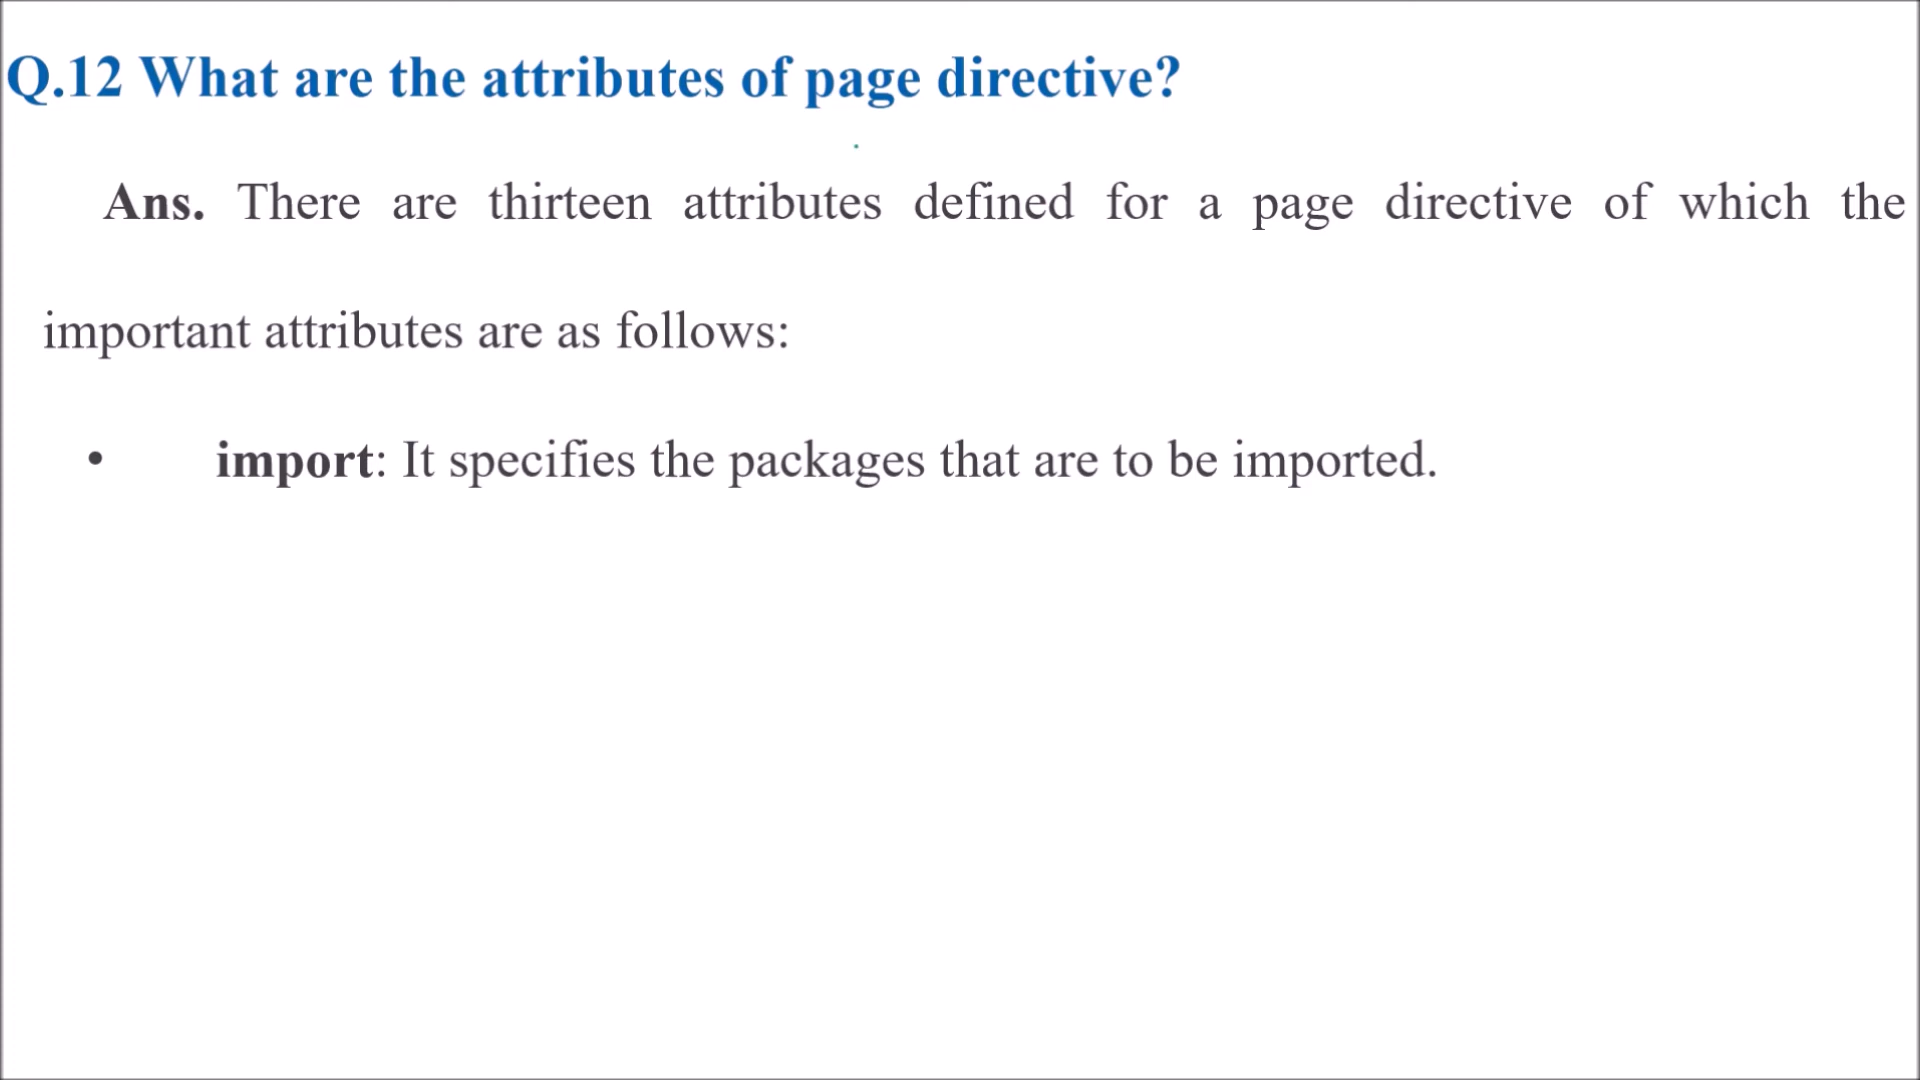 Q.12 What are the attributes of page directive?
Ans. There are thirteen attributes defined for a page directive of which the
important attributes are as follows:
• import: It specifies the packages that are to be imported.